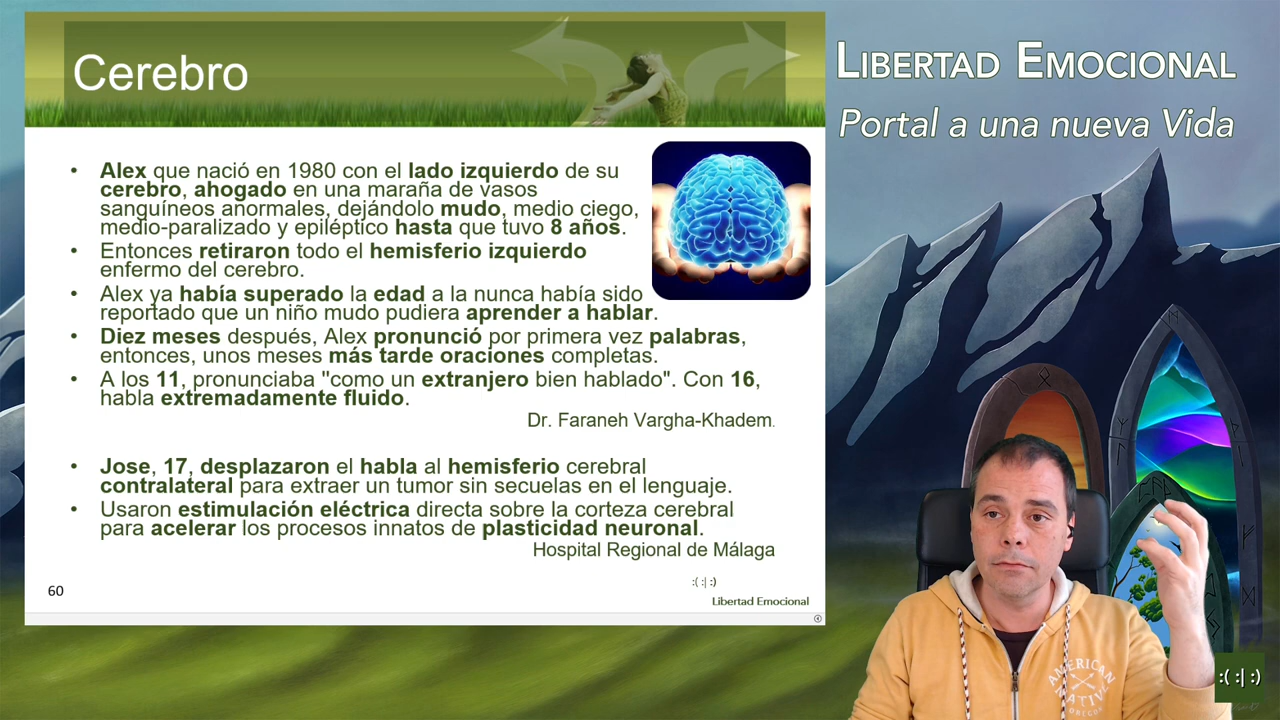 Cerebro
• Alex que nació en 1980 con el lado izquierdo de su
cerebro, ahogado en una maraña de vasos
sanguíneos anormales, dejándolo mudo, medio ciego,
medio-paralizado y epiléptico hasta que tuvo 8 años.
• Entonces retiraron todo el hemisferio izquierdo
enfermo del cerebro.
• Alex ya había superado la edad a la nunca había sido
reportado que un niño mudo pudiera aprender a hablar.
• Diez meses después, Alex pronunció por primera vez palabras,
entonces, unos meses más tarde oraciones completas.
• A los 11, pronunciaba "como un extranjero bien hablado". Con 16,
habla extremadamente fluido.
Dr. Faraneh Vargha-Khadem.
• Jose, 17, desplazaron el habla al hemisferio cerebral
contralateral para extraer un tumor sin secuelas en el lenguaje.
• Usaron estimulación eléctrica directa sobre la corteza cerebral
para acelerar los procesos innatos de plasticidad neuronal.
Hospital Regional de Málaga
60
:( :| :)
Libertad Emocional
LIBERTAD EMOCIONAL
Portal a una nueva Vida
AMERICAN
NATIVE
OREGON
:( :| :)